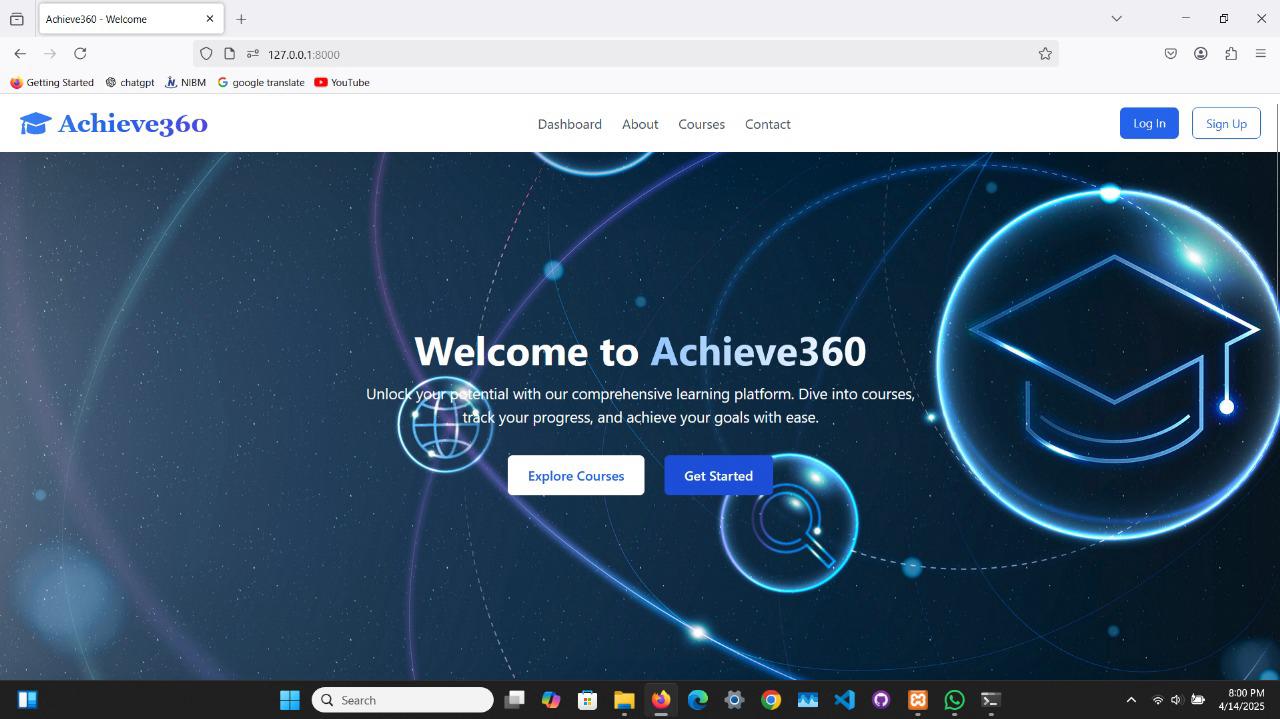 Achieve360 - Welcome
127.0.0.1:8000
Getting Started
chatgpt
NIBM
google translate
YouTube
Achieve360
Dashboard
About
Courses
Contact
Log In
Sign Up
Welcome to Achieve360
Unlock your potential with our comprehensive learning platform. Dive into courses,
track your progress, and achieve your goals with ease.
Explore Courses
Get Started
Search
8:00 PM
4/14/2025